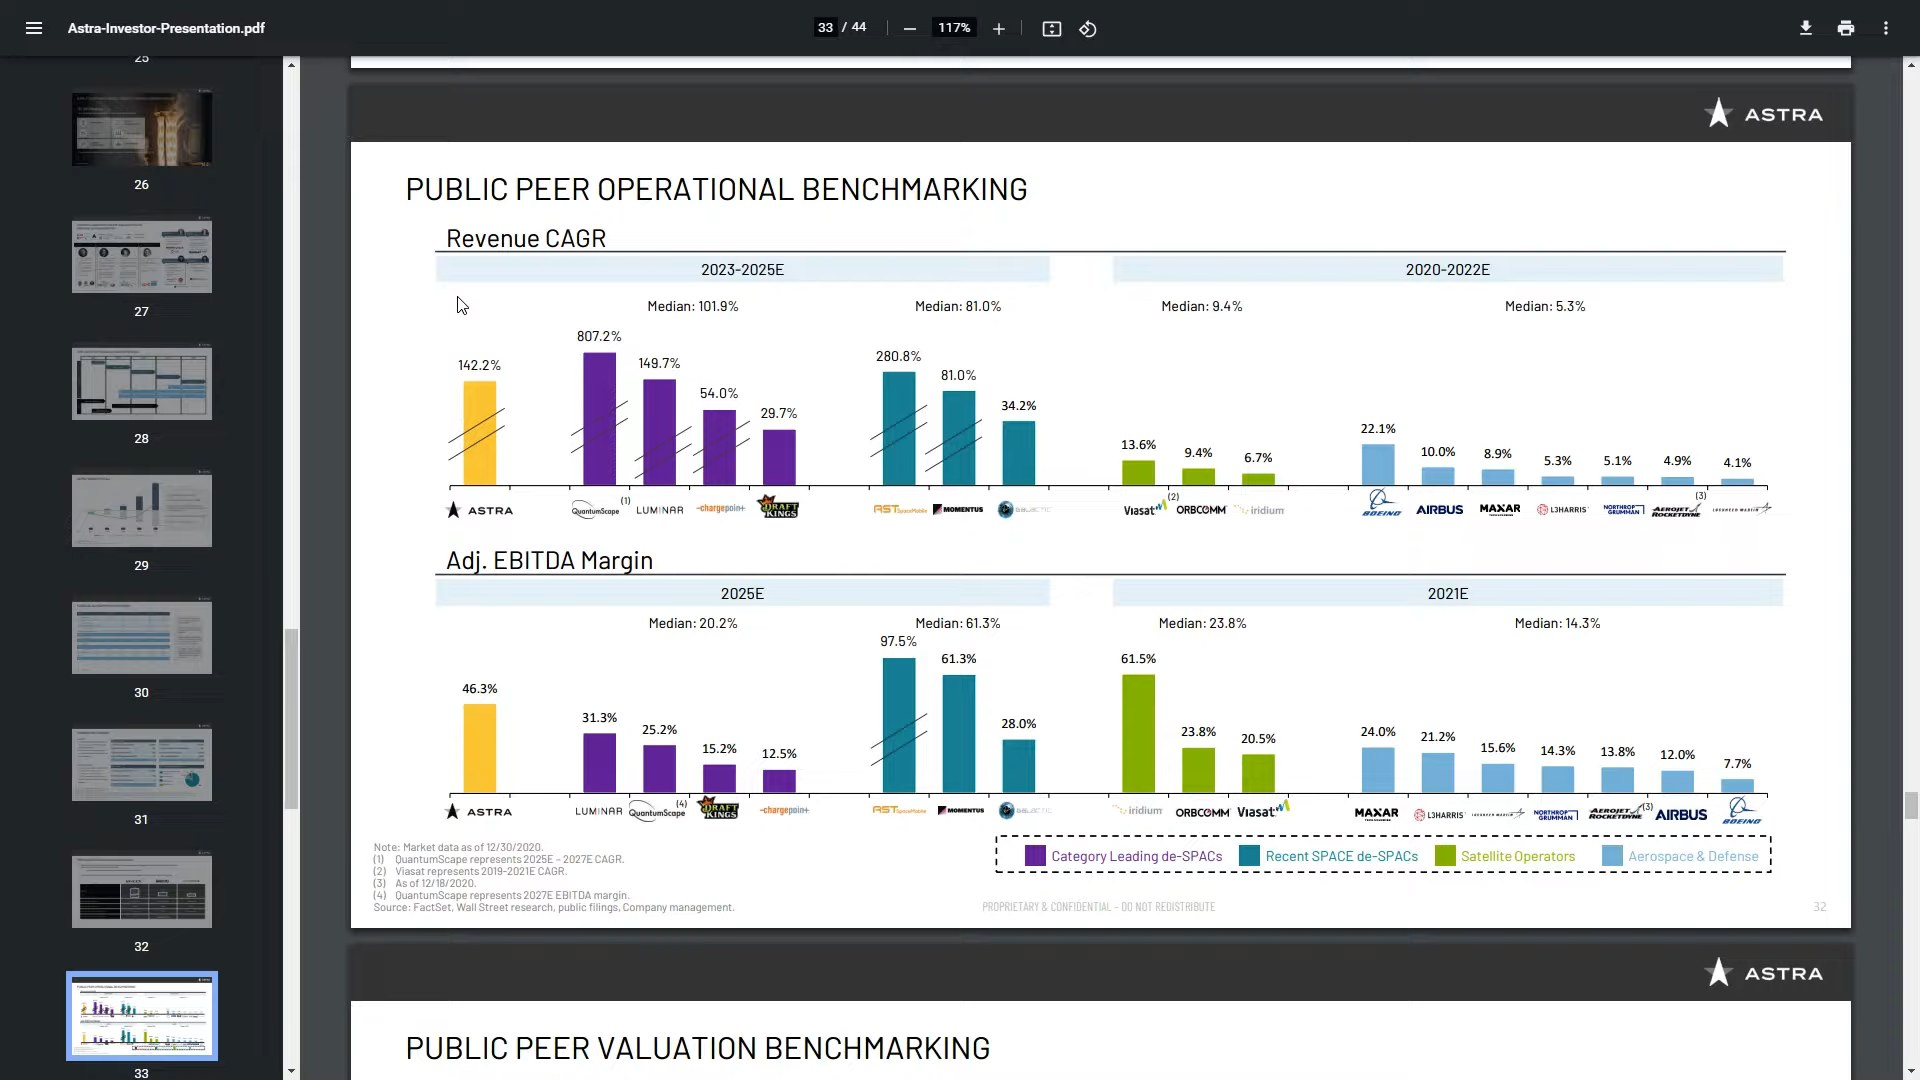 Astra-Investor-Presentation.pdf
33 / 44
117%
25
26
27
28
29
30
31
32
33
ASTRA
PUBLIC PEER OPERATIONAL BENCHMARKING
Revenue CAGR
2023-2025E
2020-2022E
Median: 101.9%
Median: 81.0%
Median: 9.4%
Median: 5.3%
142.2%
807.2%
149.7%
54.0%
29.7%
280.8%
81.0%
34.2%
13.6%
9.4%
6.7%
22.1%
10.0%
8.9%
5.3%
5.1%
4.9%
4.1%
ASTRA
QuantumScape (1)
LUMINAR
-chargepoin+
DRAFT KINGS
AST SpaceMobile
MOMENTUS
GALACTIC
Viasat (2)
ORBCOMM
iridium
BOEING
AIRBUS
MAXAR
L3HARRIS
NORTHROP GRUMMAN
AEROJET ROCKETDYNE (3)
LOCKHEED MARTIN
Adj. EBITDA Margin
2025E
2021E
Median: 20.2%
Median: 61.3%
Median: 23.8%
Median: 14.3%
46.3%
31.3%
25.2%
15.2%
12.5%
97.5%
61.3%
28.0%
61.5%
23.8%
20.5%
24.0%
21.2%
15.6%
14.3%
13.8%
12.0%
7.7%
ASTRA
LUMINAR
QuantumScape (4)
DRAFT KINGS
-chargepoin+
AST SpaceMobile
MOMENTUS
GALACTIC
iridium
ORBCOMM
Viasat
MAXAR
L3HARRIS
LOCKHEED MARTIN
NORTHROP GRUMMAN
AEROJET ROCKETDYNE (3)
AIRBUS
BOEING
Category Leading de-SPACs
Recent SPACE de-SPACs
Satellite Operators
Aerospace & Defense
Note: Market data as of 12/30/2020.
(1) QuantumScape represents 2025E – 2027E CAGR.
(2) Viasat represents 2019-2021E CAGR.
(3) As of 12/18/2020.
(4) QuantumScape represents 2027E EBITDA margin.
Source: FactSet, Wall Street research, public filings, Company management.
PROPRIETARY & CONFIDENTIAL – DO NOT REDISTRIBUTE
32
ASTRA
PUBLIC PEER VALUATION BENCHMARKING